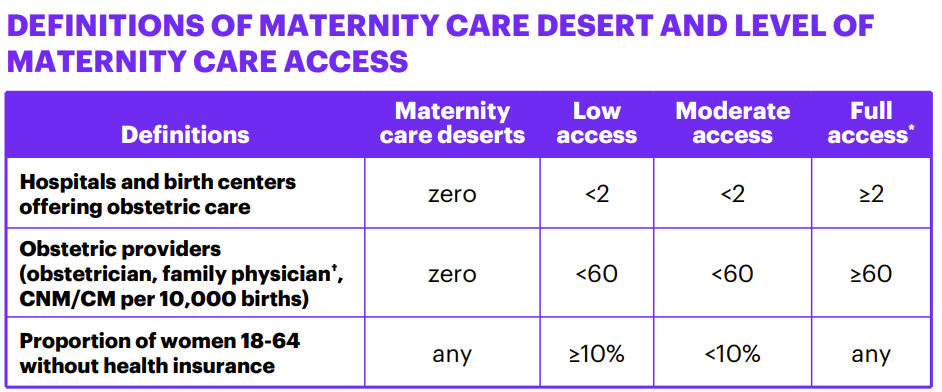 DEFINITIONS OF MATERNITY CARE DESERT AND LEVEL OF
MATERNITY CARE ACCESS
Definitions
Maternity
care deserts
Low
access
Moderate
access
Full
access*
Hospitals and birth centers
offering obstetric care
zero
<2
<2
≥2
Obstetric providers
(obstetrician, family physician†,
CNM/CM per 10,000 births)
zero
<60
<60
≥60
Proportion of women 18-64
without health insurance
any
≥10%
<10%
any